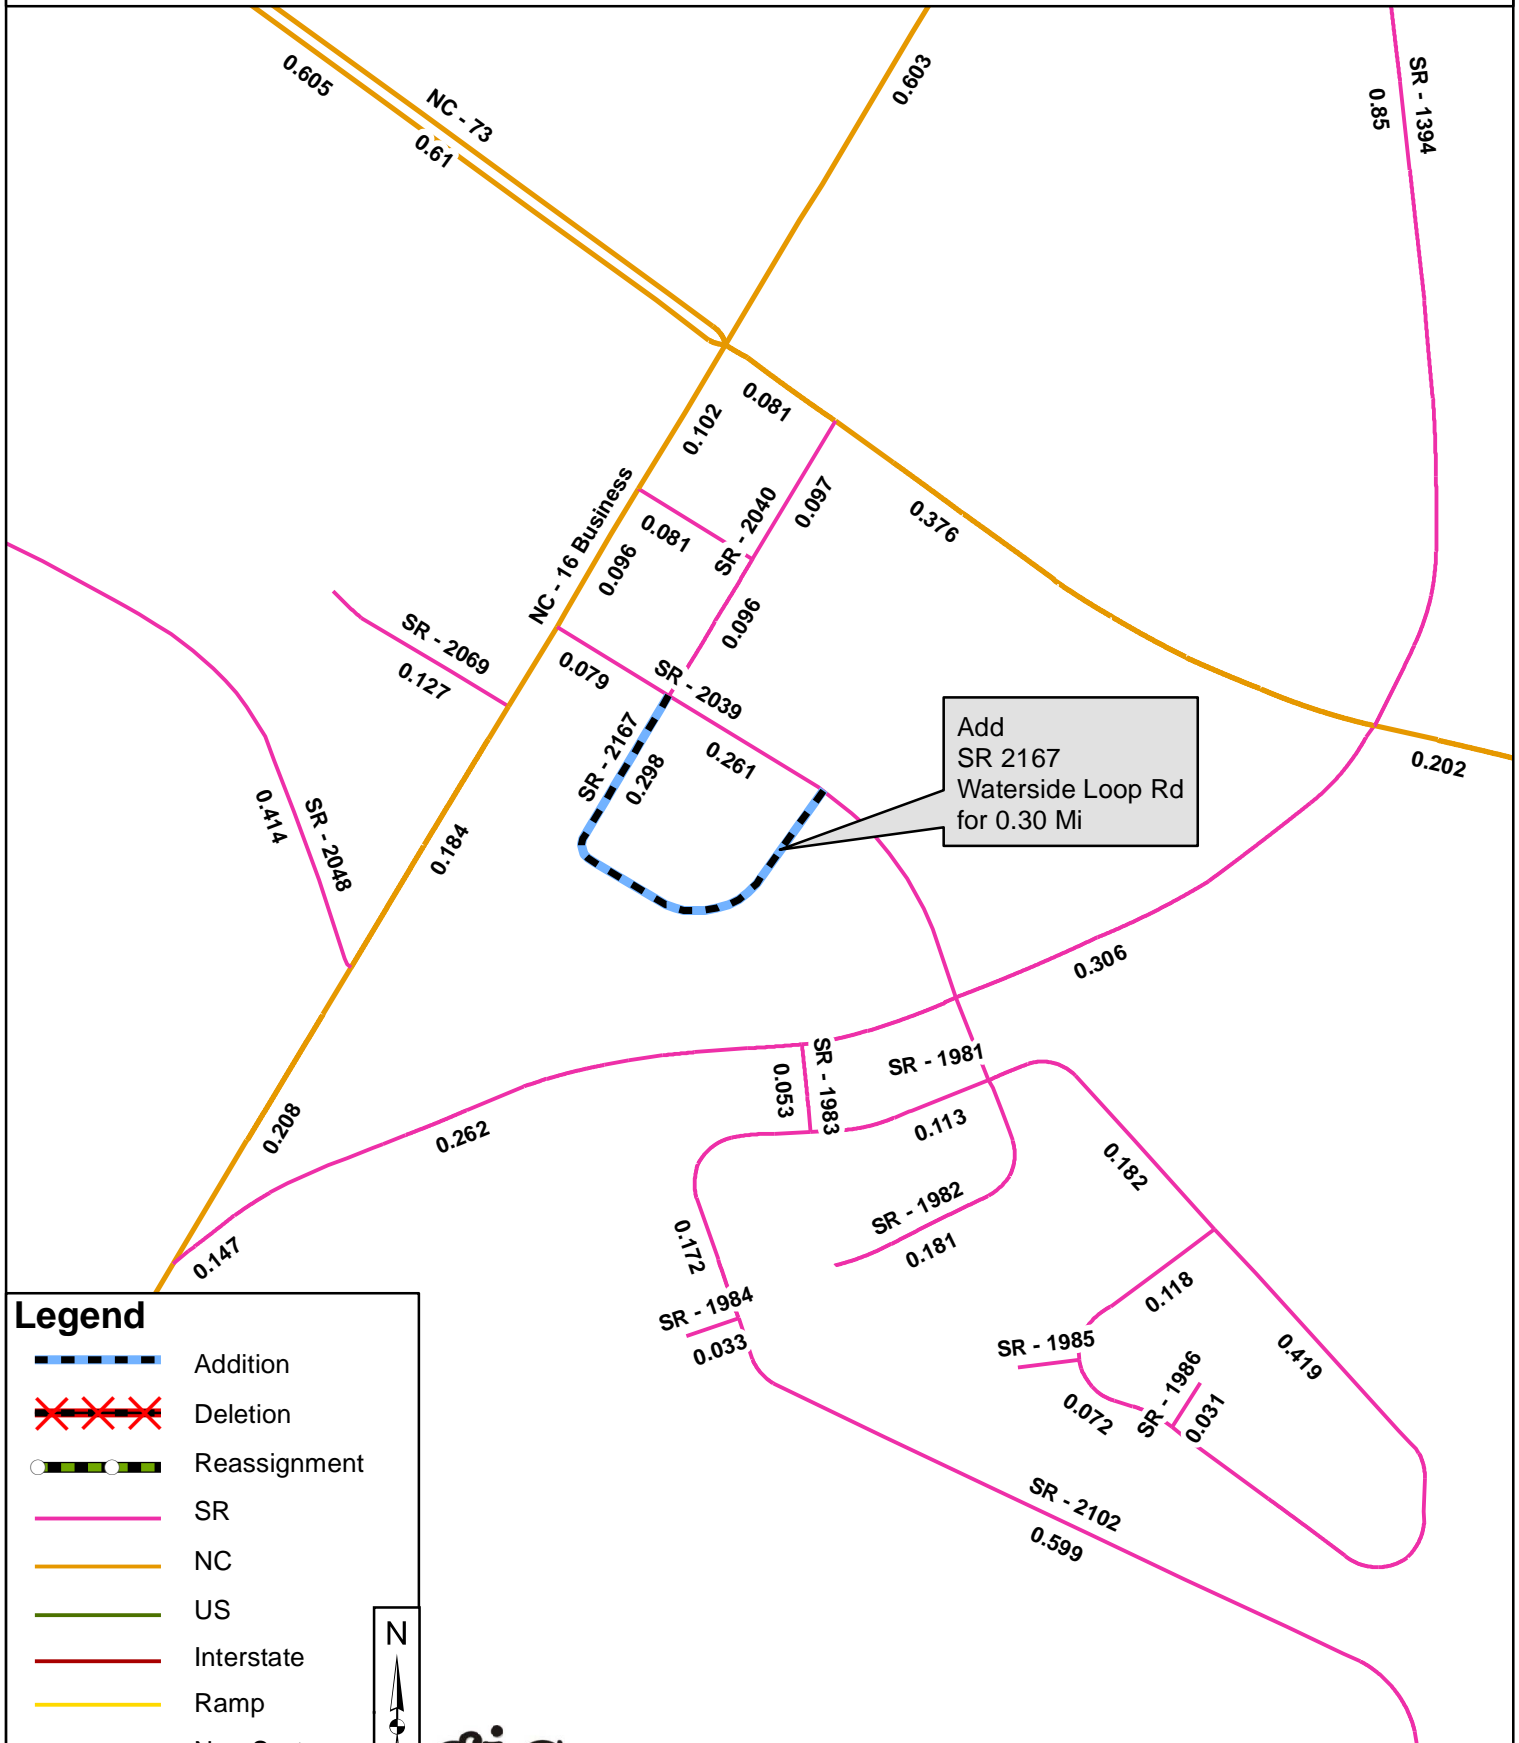 0.605
NC - 73
0.61
0.603
SR - 1394
0.85
0.081
0.102
NC - 16 Business
0.081
SR - 2040
0.097
0.376
0.096
0.096
SR - 2069
0.127
0.079
SR - 2039
0.261
SR - 2167
0.298
Add
SR 2167
Waterside Loop Rd
for 0.30 Mi
0.202
0.414
SR - 2048
0.184
0.306
0.208
0.262
0.147
SR - 1983
0.053
SR - 1981
0.113
0.182
SR - 1982
0.181
0.172
SR - 1984
0.033
0.118
SR - 1985
0.419
0.072
SR - 1986
0.031
SR - 2102
0.599
Legend
Addition
Deletion
Reassignment
SR
NC
US
Interstate
Ramp
N